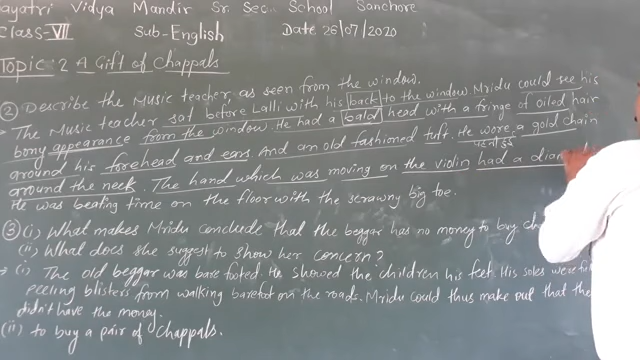 ayatri Vidya Mandir Sr. Sec. School Sanchore
Class-VII Sub-English Date 26/07/2020
Topic: 2 A Gift of Chappals
② Describe the Music teacher, as seen from the window.
The Music teacher sat before Lalli with his back to the window Mridu could see his
bony appearance from the window. He had a bald head with a fringe of oiled hair
around his forehead and ears And an old fashioned tuft. He wore a gold chain
around the neck. The hand which was moving on the violin had a
He was beating time on the floor with the scrawny big toe.
③ (i) What makes Mridu conclude that the beggar has no money to buy
(ii) What does she suggest to show her concern?
(i) The old beggar was bare footed. He showed the children his feet. His soles were
peeling blisters from walking barefoot on the roads. Mridu could thus make out that the
didn't have the money.
(ii) to buy a pair of chappals.